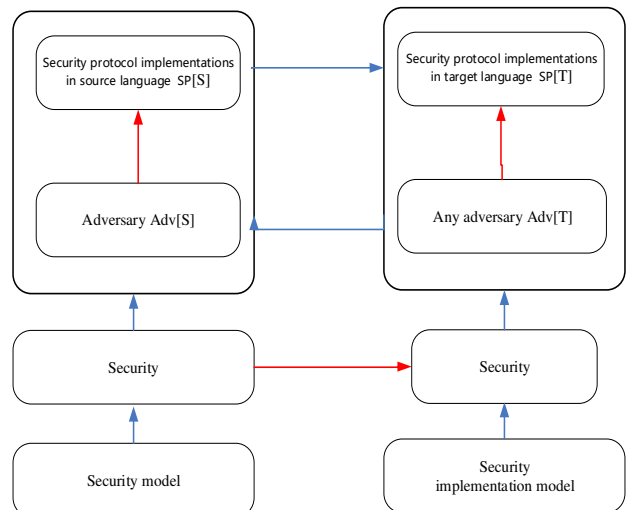 Security protocol implementations
in source language SP[S]
Security protocol implementations
in target language SP[T]
Adversary Adv[S]
Any adversary Adv[T]
Security
Security
Security model
Security
implementation model